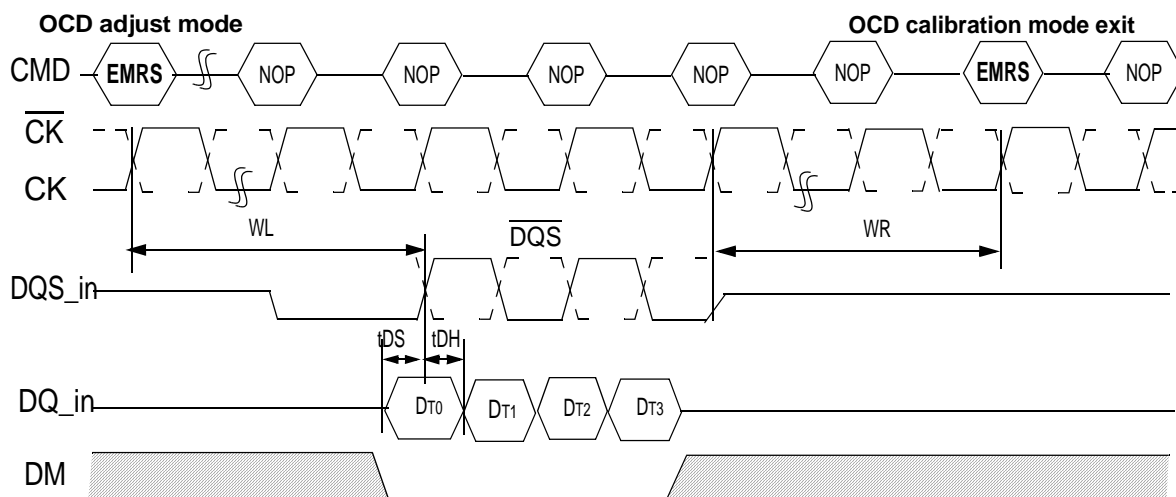 OCD adjust mode OCD calibration mode exit
CMD EMRS NOP NOP NOP NOP NOP EMRS NOP
CK
CK
WL DQS WR
DQS_in
tDS tDH
DQ_in DT0 DT1 DT2 DT3
DM